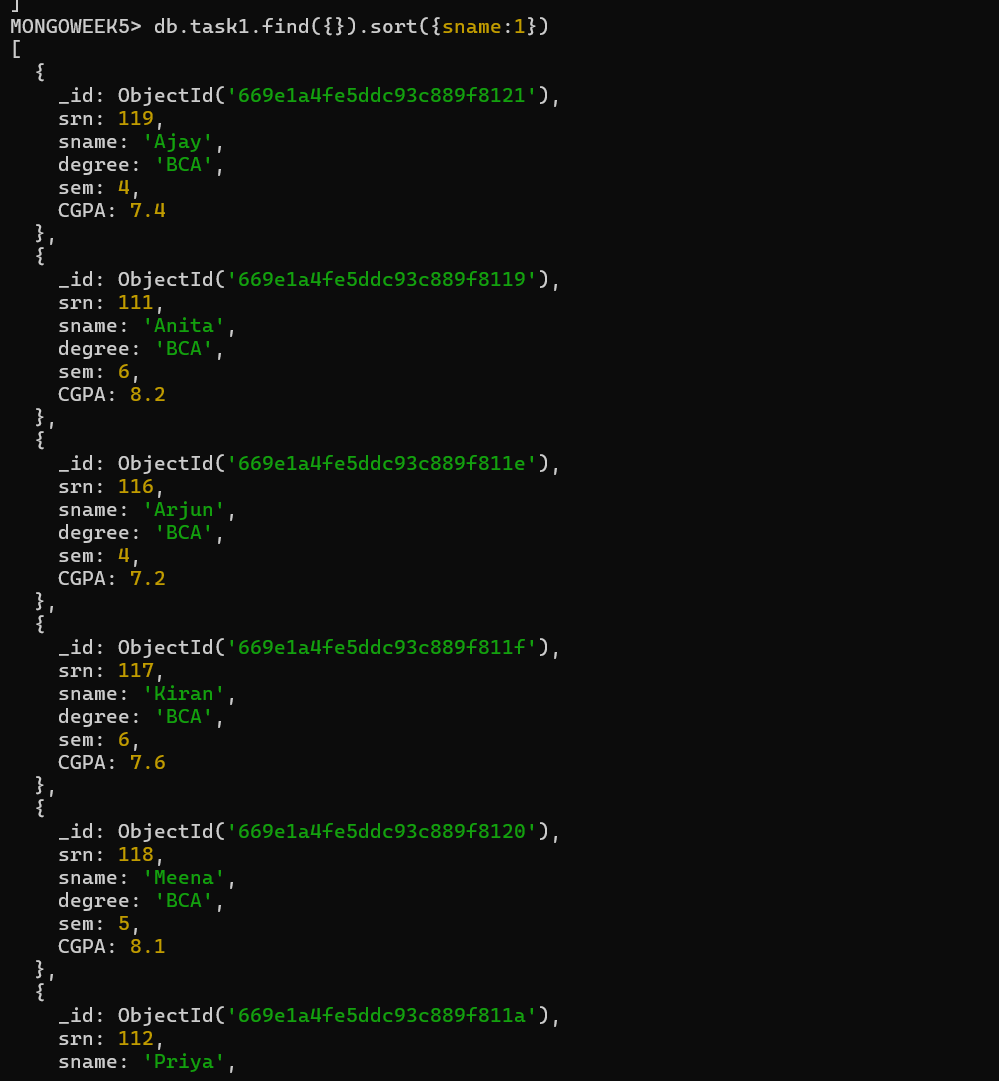 ]
MONGOWEEK5> db.task1.find({}).sort({sname:1})
[
  {
    _id: ObjectId('669e1a4fe5ddc93c889f8121'),
    srn: 119,
    sname: 'Ajay',
    degree: 'BCA',
    sem: 4,
    CGPA: 7.4
  },
  {
    _id: ObjectId('669e1a4fe5ddc93c889f8119'),
    srn: 111,
    sname: 'Anita',
    degree: 'BCA',
    sem: 6,
    CGPA: 8.2
  },
  {
    _id: ObjectId('669e1a4fe5ddc93c889f811e'),
    srn: 116,
    sname: 'Arjun',
    degree: 'BCA',
    sem: 4,
    CGPA: 7.2
  },
  {
    _id: ObjectId('669e1a4fe5ddc93c889f811f'),
    srn: 117,
    sname: 'Kiran',
    degree: 'BCA',
    sem: 6,
    CGPA: 7.6
  },
  {
    _id: ObjectId('669e1a4fe5ddc93c889f8120'),
    srn: 118,
    sname: 'Meena',
    degree: 'BCA',
    sem: 5,
    CGPA: 8.1
  },
  {
    _id: ObjectId('669e1a4fe5ddc93c889f811a'),
    srn: 112,
    sname: 'Priya',